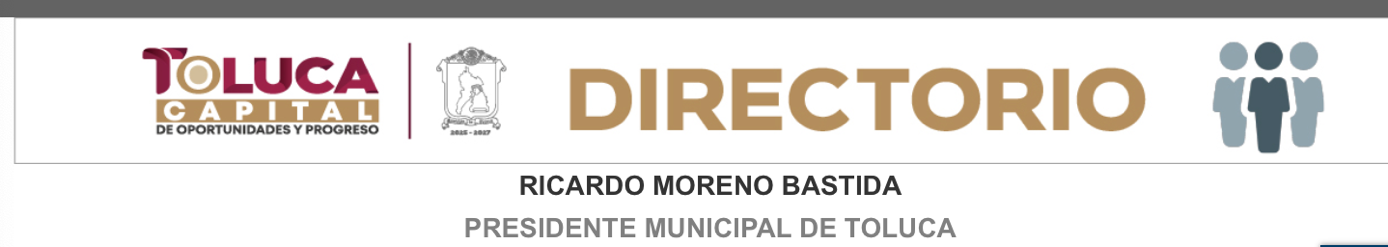 TOLUCA
CAPITAL
DE OPORTUNIDADES Y PROGRESO
2025 - 2027
DIRECTORIO
RICARDO MORENO BASTIDA
PRESIDENTE MUNICIPAL DE TOLUCA